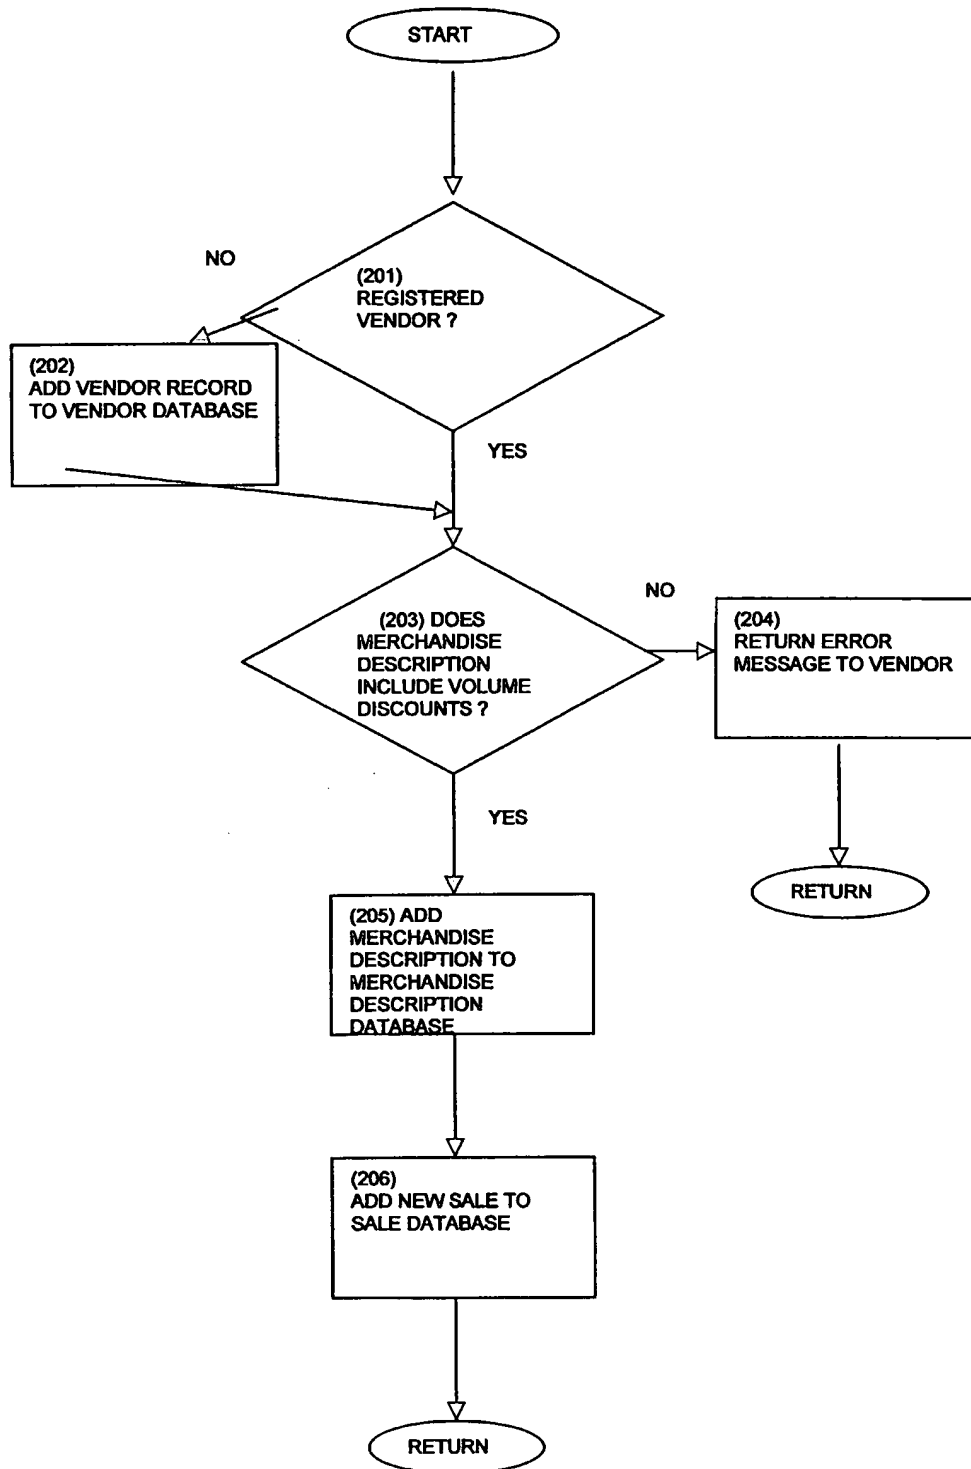 START
NO
(201)
REGISTERED
VENDOR ?
(202)
ADD VENDOR RECORD
TO VENDOR DATABASE
YES
NO
(203) DOES
MERCHANDISE
DESCRIPTION
INCLUDE VOLUME
DISCOUNTS ?
(204)
RETURN ERROR
MESSAGE TO VENDOR
YES
RETURN
(205) ADD
MERCHANDISE
DESCRIPTION TO
MERCHANDISE
DESCRIPTION
DATABASE
(206)
ADD NEW SALE TO
SALE DATABASE
RETURN